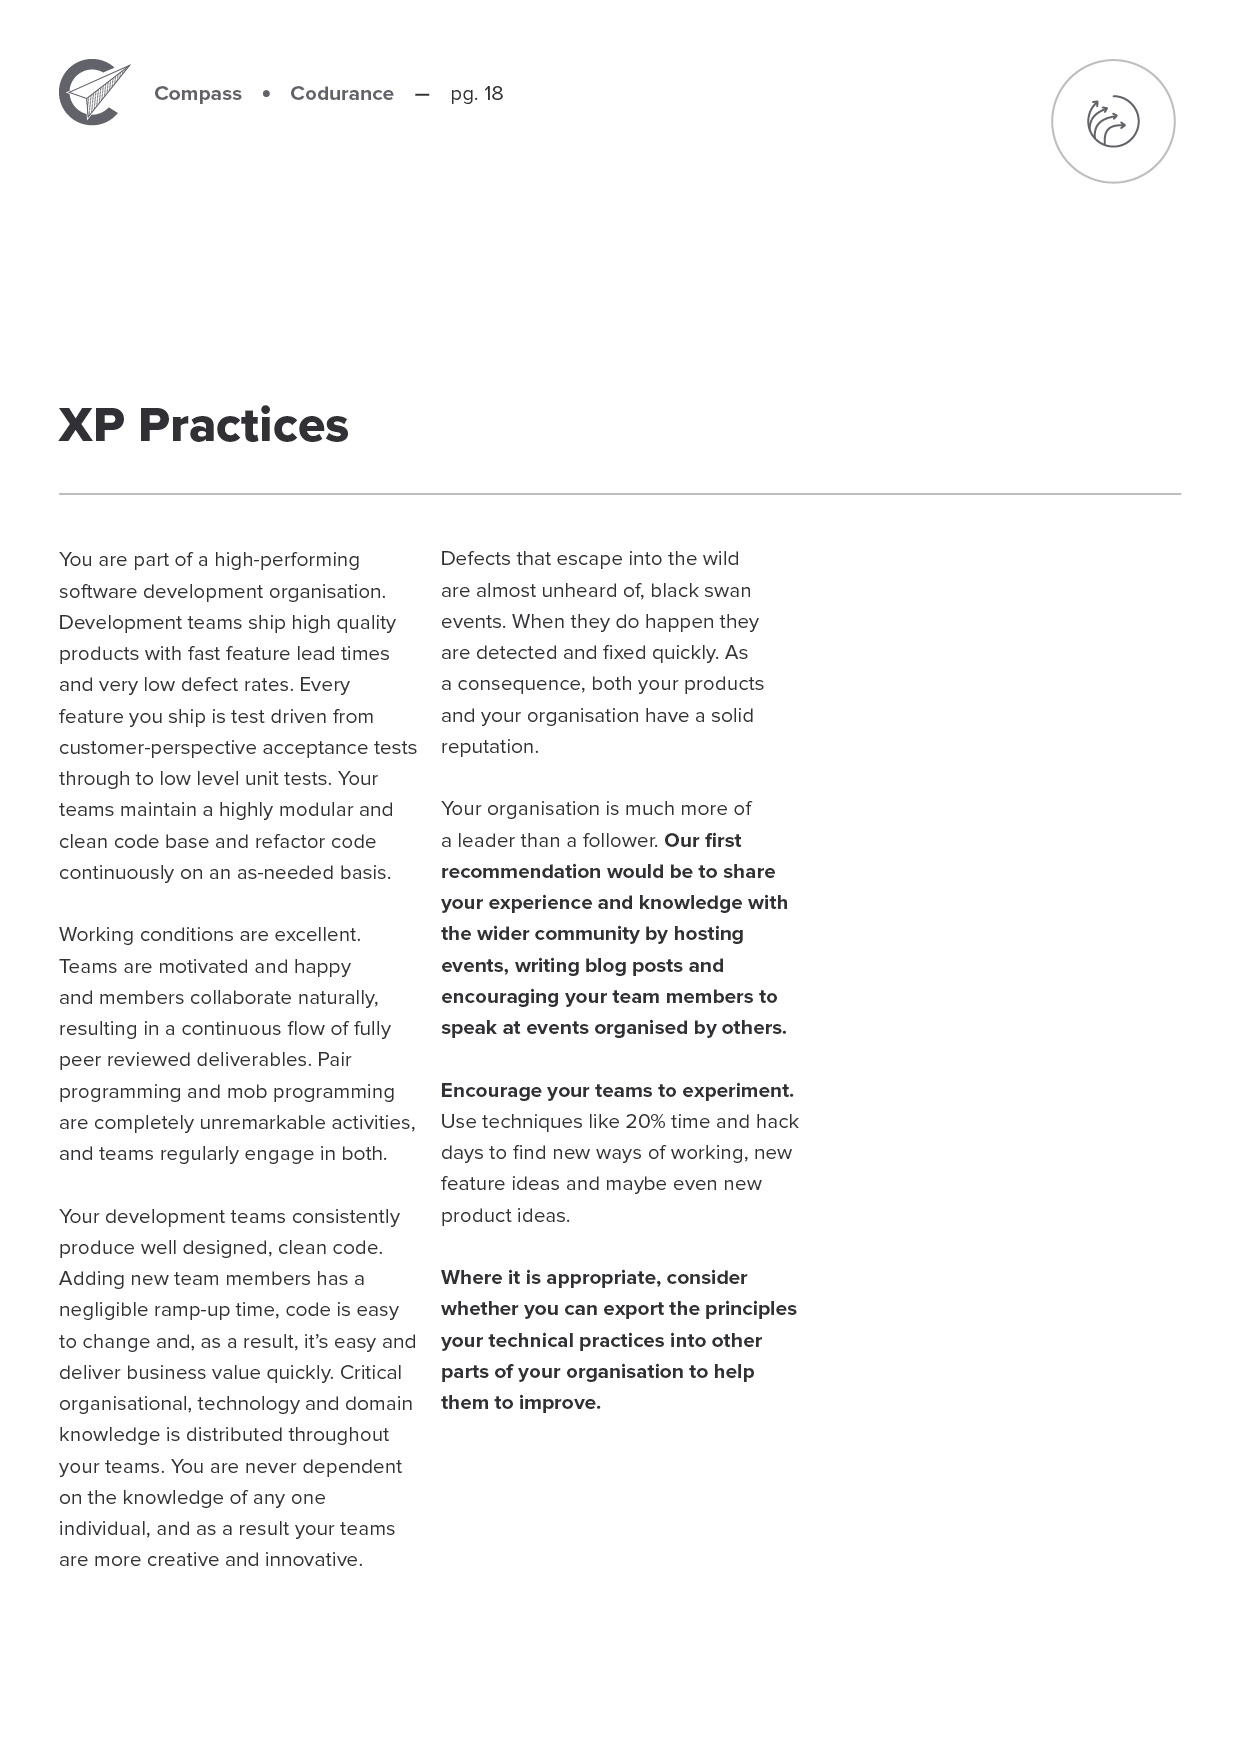 Compass • Codurance — pg. 18
XP Practices
You are part of a high-performing
software development organisation.
Development teams ship high quality
products with fast feature lead times
and very low defect rates. Every
feature you ship is test driven from
customer-perspective acceptance tests
through to low level unit tests. Your
teams maintain a highly modular and
clean code base and refactor code
continuously on an as-needed basis.
Working conditions are excellent.
Teams are motivated and happy
and members collaborate naturally,
resulting in a continuous flow of fully
peer reviewed deliverables. Pair
programming and mob programming
are completely unremarkable activities,
and teams regularly engage in both.
Your development teams consistently
produce well designed, clean code.
Adding new team members has a
negligible ramp-up time, code is easy
to change and, as a result, it’s easy and
deliver business value quickly. Critical
organisational, technology and domain
knowledge is distributed throughout
your teams. You are never dependent
on the knowledge of any one
individual, and as a result your teams
are more creative and innovative.
Defects that escape into the wild
are almost unheard of, black swan
events. When they do happen they
are detected and fixed quickly. As
a consequence, both your products
and your organisation have a solid
reputation.
Your organisation is much more of
a leader than a follower. Our first
recommendation would be to share
your experience and knowledge with
the wider community by hosting
events, writing blog posts and
encouraging your team members to
speak at events organised by others.
Encourage your teams to experiment.
Use techniques like 20% time and hack
days to find new ways of working, new
feature ideas and maybe even new
product ideas.
Where it is appropriate, consider
whether you can export the principles
your technical practices into other
parts of your organisation to help
them to improve.